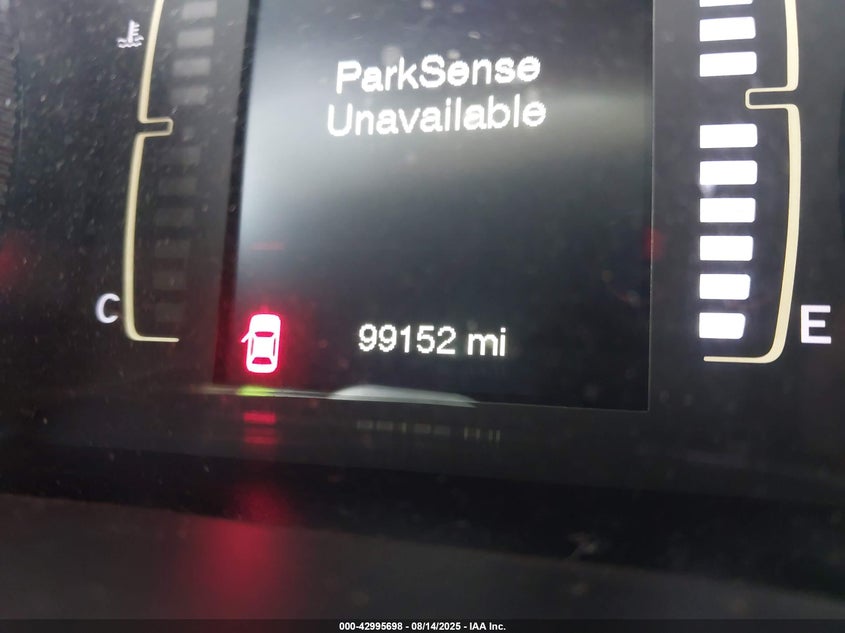 ParkSense
Unavailable
C
99152 mi
E
000-42995698 - 08/14/2025 - IAA Inc.